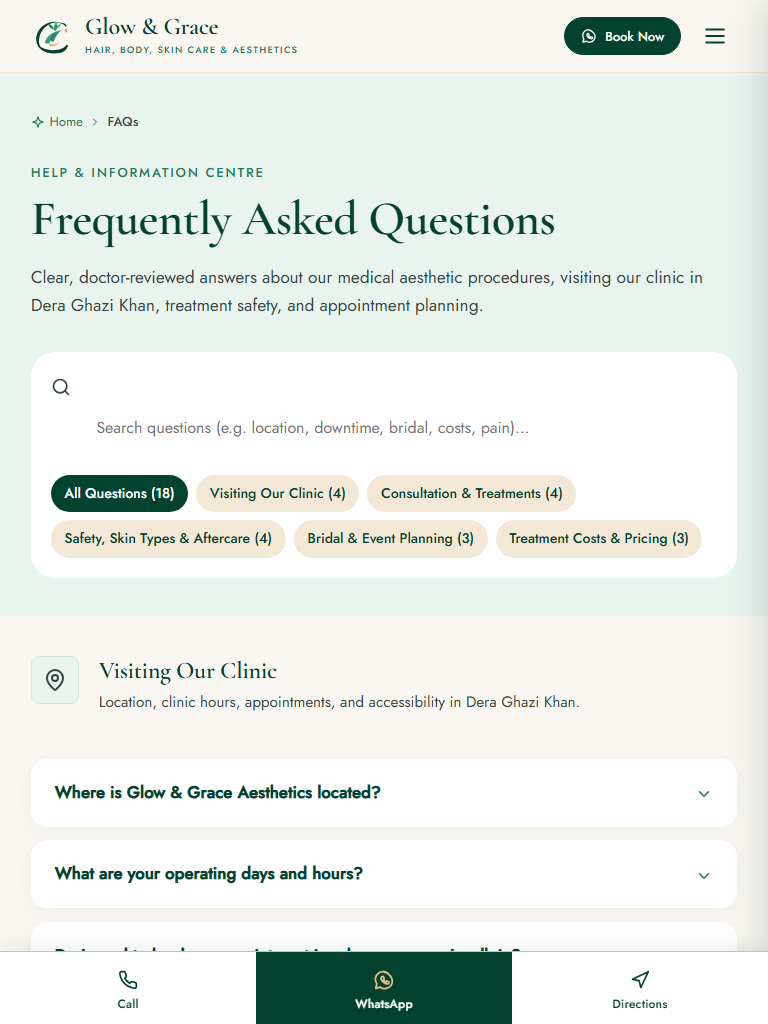 Glow & Grace
HAIR, BODY, SKIN CARE & AESTHETICS
Book Now
Home
FAQs
HELP & INFORMATION CENTRE
Frequently Asked Questions
Clear, doctor-reviewed answers about our medical aesthetic procedures, visiting our clinic in
Dera Ghazi Khan, treatment safety, and appointment planning.
Search questions (e.g. location, downtime, bridal, costs, pain)...
All Questions (18)
Visiting Our Clinic (4)
Consultation & Treatments (4)
Safety, Skin Types & Aftercare (4)
Bridal & Event Planning (3)
Treatment Costs & Pricing (3)
Visiting Our Clinic
Location, clinic hours, appointments, and accessibility in Dera Ghazi Khan.
Where is Glow & Grace Aesthetics located?
What are your operating days and hours?
Call
WhatsApp
Directions